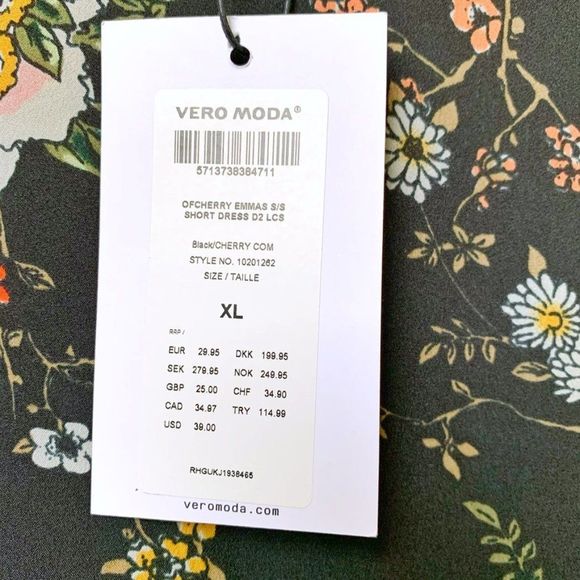 VERO MODA®
5713738384711
OFCHERRY EMMAS S/S
SHORT DRESS D2 LCS
Black/CHERRY COM
STYLE NO. 10201262
SIZE / TAILLE
XL
RRP /
EUR 29.95 DKK 199.95
SEK 279.95 NOK 249.95
GBP 25.00 CHF 34.90
CAD 34.97 TRY 114.99
USD 39.00
RHGUKJ1938465
veromoda.com